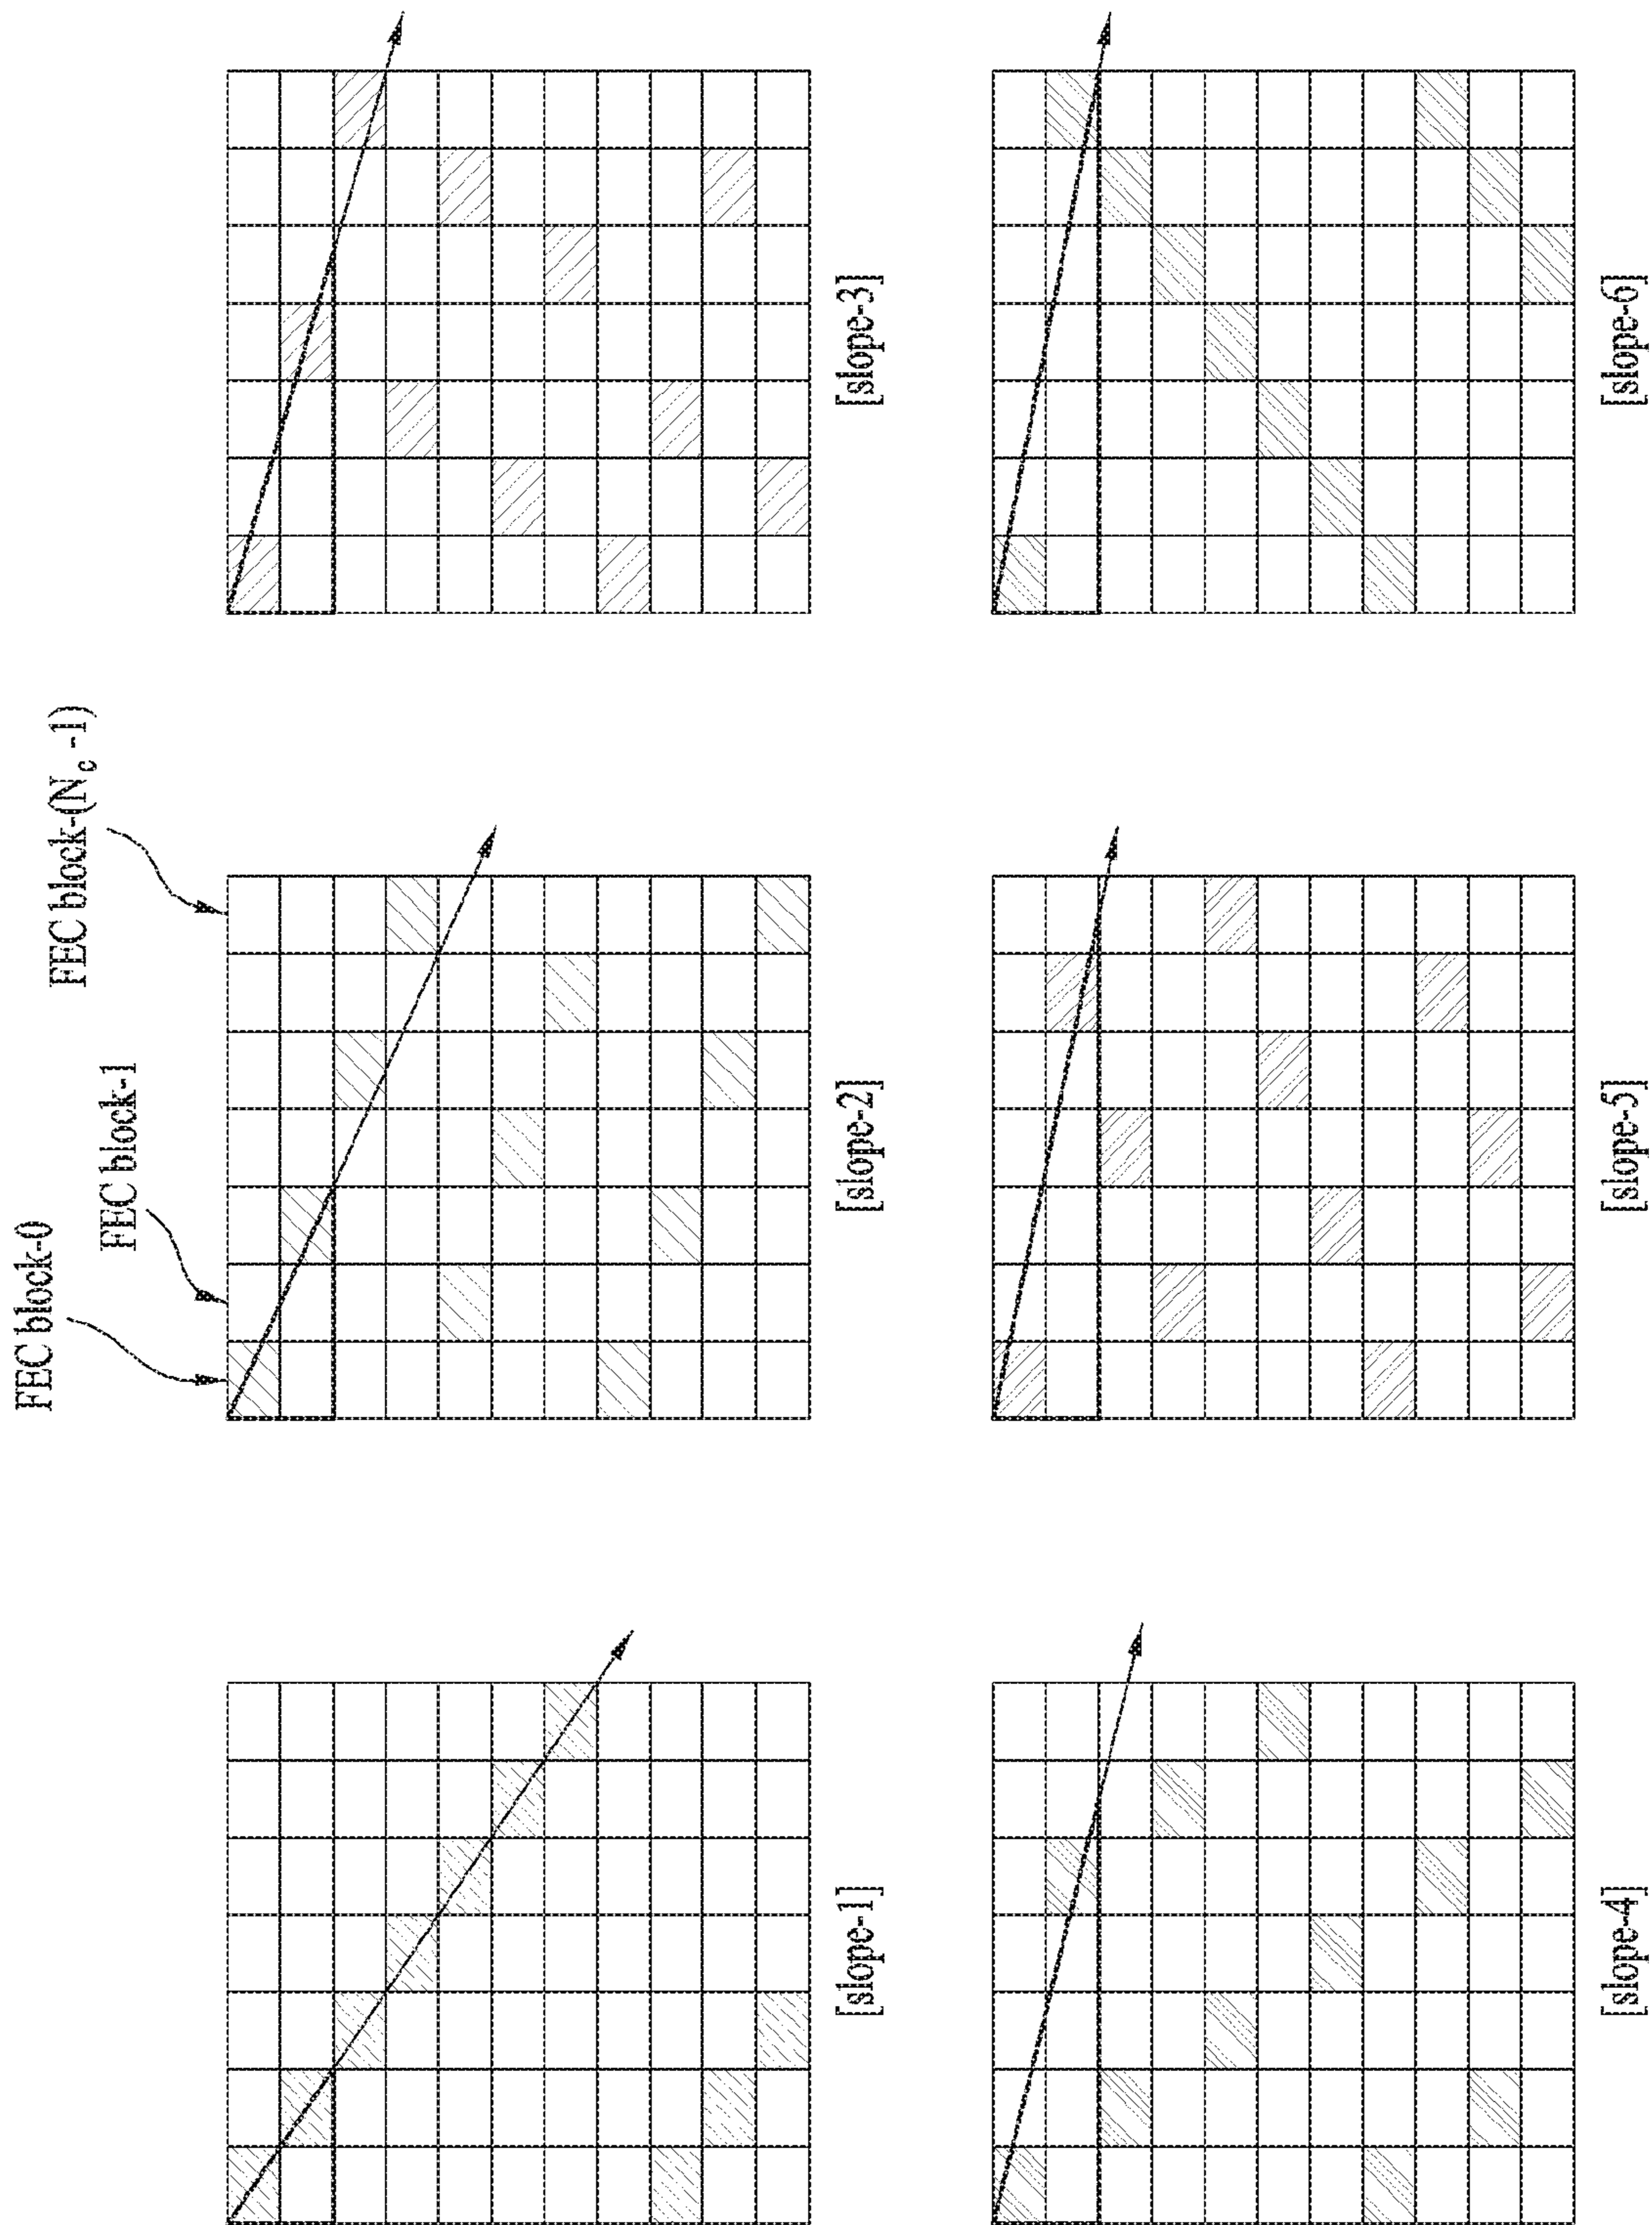 FEC block-0
FEC block-1
FEC block-(N_c -1)
[slope-1]
[slope-2]
[slope-3]
[slope-4]
[slope-5]
[slope-6]